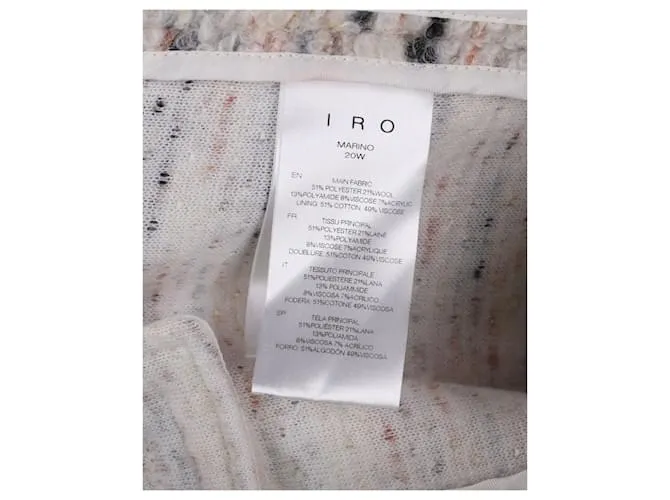 I R O
MARINO
20W
EN MAIN FABRIC
51% POLYESTER 21%WOOL
13%POLYAMIDE 8%VISCOSE 7%ACRYLIC
LINING: 51% COTTON 49%VISCOSE
FR TISSU PRINCIPAL
51%POLYESTER 21%LAINE
13%POLYAMIDE
8%VISCOSE 7%ACRYLIQUE
DOUBLURE: 51%COTON 49%VISCOSE
IT TESSUTO PRINCIPALE
51%POLIESTERE 21%LANA
13% POLIAMMIDE
8%VISCOSA 7%ACRILICO
FODERA: 51%COTONE 49%VISCOSA
TELA PRINCIPAL
51%POLIÉSTER 21%LANA
13%POLIAMIDA
8%VISCOSA 7% ACRÍLICO
FORRO: 51%ALGODÓN 49%VISCOSA